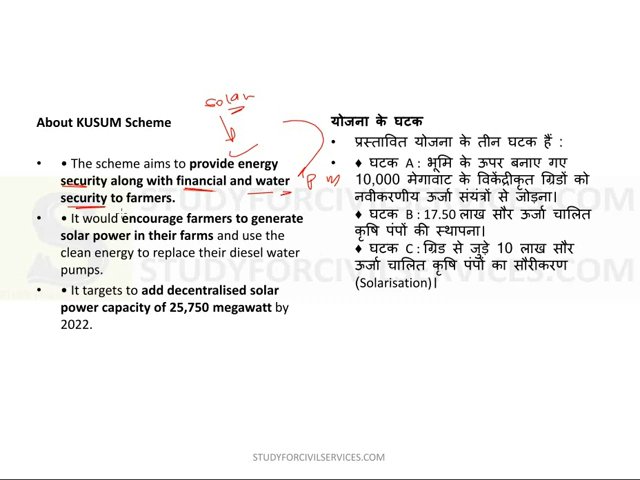 solar
About KUSUM Scheme
• • The scheme aims to provide energy
security along with financial and water
security to farmers.
• • It would encourage farmers to generate
solar power in their farms and use the
clean energy to replace their diesel water
pumps.
• • It targets to add decentralised solar
power capacity of 25,750 megawatt by
2022.
योजना के घटक
• प्रस्तावित योजना के तीन घटक हैं :
• ♦ घटक A : भूमि के ऊपर बनाए गए
10,000 मेगावाट के विकेंद्रीकृत ग्रिडों को
नवीकरणीय ऊर्जा संयंत्रों से जोड़ना।
♦ घटक B : 17.50 लाख सौर ऊर्जा चालित
कृषि पंपों की स्थापना।
♦ घटक C : ग्रिड से जुड़े 10 लाख सौर
ऊर्जा चालित कृषि पंपों का सौरीकरण
(Solarisation)।
STUDYFORCIVILSERVICES.COM
STUDYFORCIVILSERVICES.COM
STUDYFORCIVILSERVICES.COM